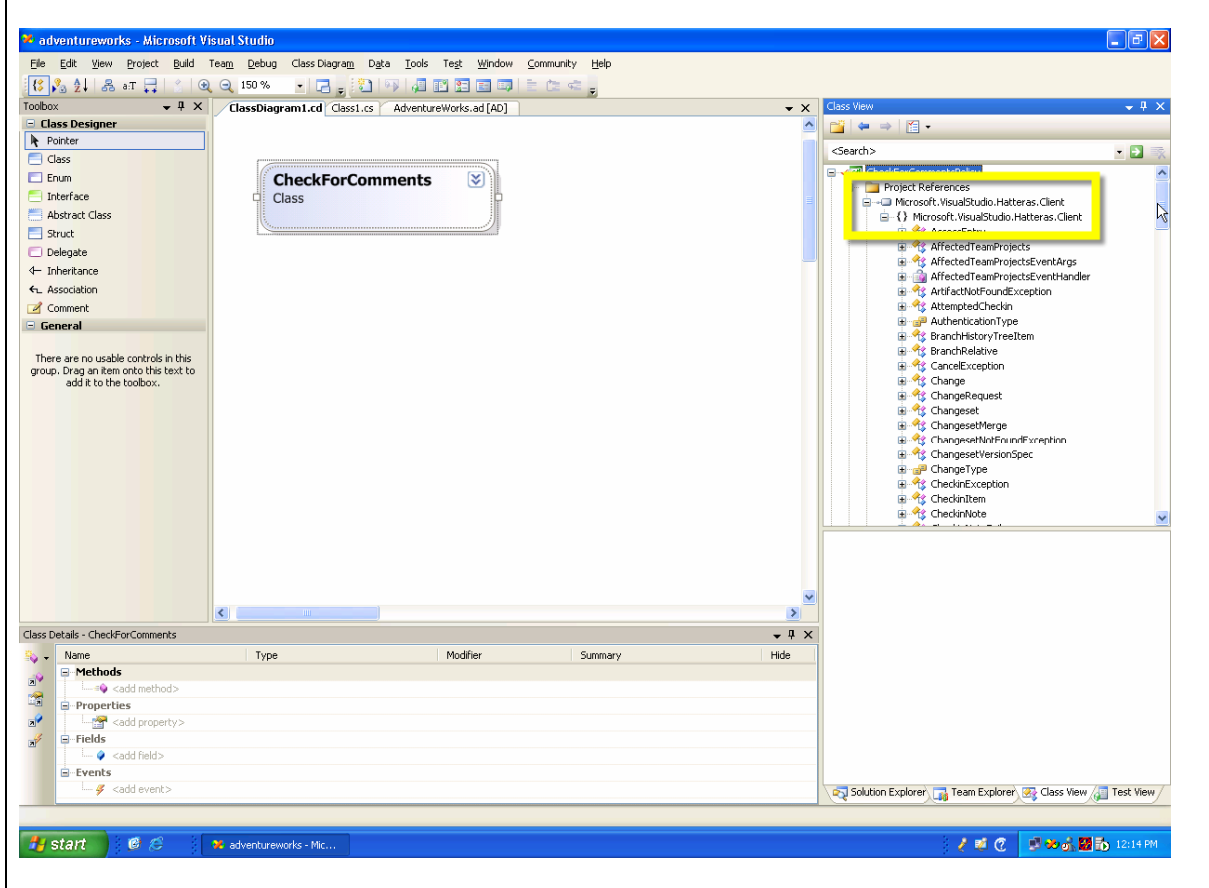 adventureworks - Microsoft Visual Studio
File Edit View Project Build Team Debug Class Diagram Data Tools Test Window Community Help
150 %
Toolbox
Class Designer
Pointer
Class
Enum
Interface
Abstract Class
Struct
Delegate
Inheritance
Association
Comment
General
There are no usable controls in this
group. Drag an item onto this text to
add it to the toolbox.
ClassDiagram1.cd Class1.cs AdventureWorks.ad [AD]
CheckForComments
Class
Class View
<Search>
Project References
Microsoft.VisualStudio.Hatteras.Client
{} Microsoft.VisualStudio.Hatteras.Client
AccessEntry
AffectedTeamProjects
AffectedTeamProjectsEventArgs
AffectedTeamProjectsEventHandler
ArtifactNotFoundException
AttemptedCheckin
AuthenticationType
BranchHistoryTreeItem
BranchRelative
CancelException
Change
ChangeRequest
Changeset
ChangesetMerge
ChangesetNotFoundException
ChangesetVersionSpec
ChangeType
CheckinException
CheckinItem
CheckinNote
Class Details - CheckForComments
Name Type Modifier Summary Hide
Methods
<add method>
Properties
<add property>
Fields
<add field>
Events
<add event>
Solution Explorer Team Explorer Class View Test View
start adventureworks - Mic... 12:14 PM